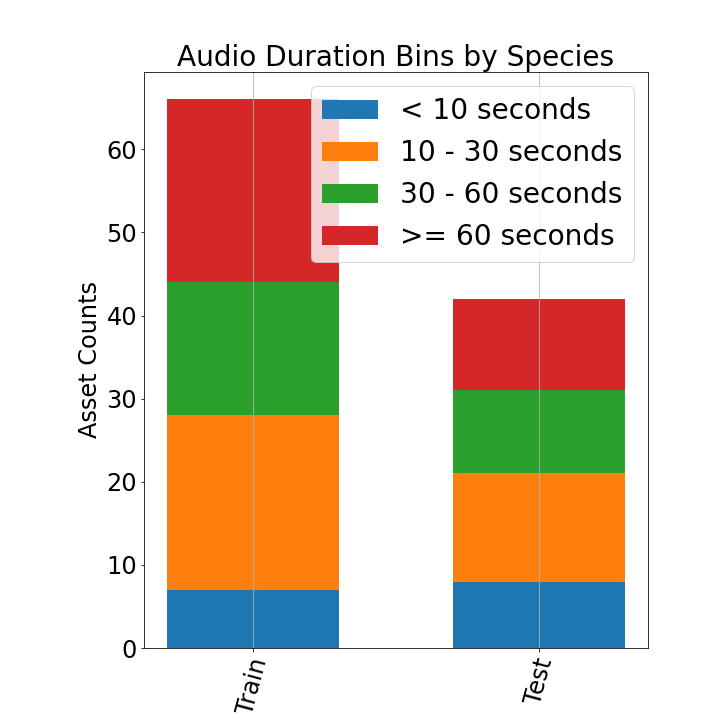 Audio Duration Bins by Species
< 10 seconds
10 - 30 seconds
30 - 60 seconds
>= 60 seconds
Asset Counts
60
50
40
30
20
10
0
Train
Test